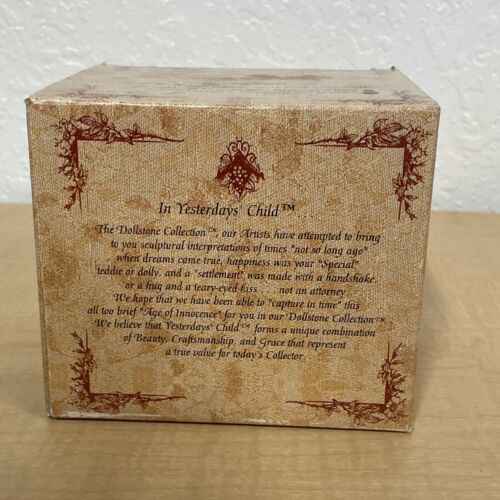 In Yesterdays' Child™ . . .
The Dollstone Collection™, our Artists have attempted to bring
to you sculptural interpretations of times "not so long ago"
when dreams came true, happiness was your "Special"
teddie or dolly, and a "settlement" was made with a handshake,
or a hug and a teary-eyed kiss . . . not an attorney.
We hope that we have been able to "capture in time" this
all too brief "Age of Innocence" for you in our Dollstone Collection™.
We believe that Yesterdays' Child™ forms a unique combination
of Beauty, Craftsmanship, and Grace that represent
a true value for today's Collector.